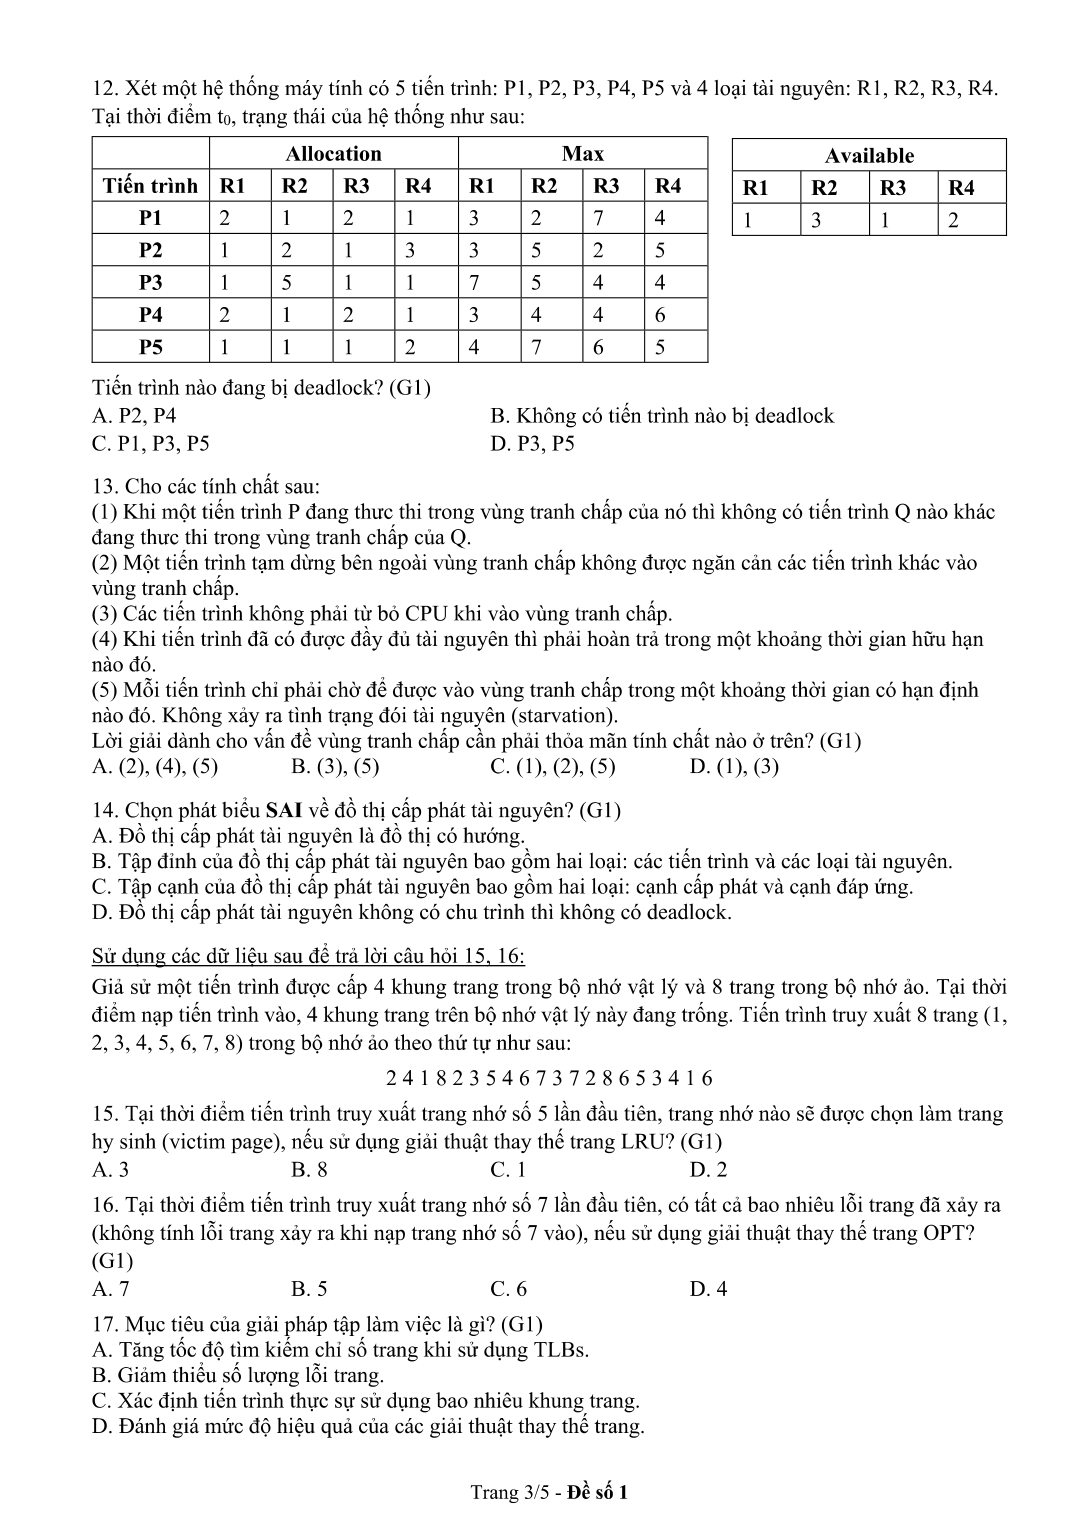 12. Xét một hệ thống máy tính có 5 tiến trình: P1, P2, P3, P4, P5 và 4 loại tài nguyên: R1, R2, R3, R4.
Tại thời điểm t0, trạng thái của hệ thống như sau:
Allocation Max
Tiến trình R1 R2 R3 R4 R1 R2 R3 R4
P1 2 1 2 1 3 2 7 4
P2 1 2 1 3 3 5 2 5
P3 1 5 1 1 7 5 4 4
P4 2 1 2 1 3 4 4 6
P5 1 1 1 2 4 7 6 5
Available
R1 R2 R3 R4
1 3 1 2
Tiến trình nào đang bị deadlock? (G1)
A. P2, P4 B. Không có tiến trình nào bị deadlock
C. P1, P3, P5 D. P3, P5
13. Cho các tính chất sau:
(1) Khi một tiến trình P đang thưc thi trong vùng tranh chấp của nó thì không có tiến trình Q nào khác
đang thưc thi trong vùng tranh chấp của Q.
(2) Một tiến trình tạm dừng bên ngoài vùng tranh chấp không được ngăn cản các tiến trình khác vào
vùng tranh chấp.
(3) Các tiến trình không phải từ bỏ CPU khi vào vùng tranh chấp.
(4) Khi tiến trình đã có được đầy đủ tài nguyên thì phải hoàn trả trong một khoảng thời gian hữu hạn
nào đó.
(5) Mỗi tiến trình chỉ phải chờ để được vào vùng tranh chấp trong một khoảng thời gian có hạn định
nào đó. Không xảy ra tình trạng đói tài nguyên (starvation).
Lời giải dành cho vấn đề vùng tranh chấp cần phải thỏa mãn tính chất nào ở trên? (G1)
A. (2), (4), (5) B. (3), (5) C. (1), (2), (5) D. (1), (3)
14. Chọn phát biểu SAI về đồ thị cấp phát tài nguyên? (G1)
A. Đồ thị cấp phát tài nguyên là đồ thị có hướng.
B. Tập đỉnh của đồ thị cấp phát tài nguyên bao gồm hai loại: các tiến trình và các loại tài nguyên.
C. Tập cạnh của đồ thị cấp phát tài nguyên bao gồm hai loại: cạnh cấp phát và cạnh đáp ứng.
D. Đồ thị cấp phát tài nguyên không có chu trình thì không có deadlock.
Sử dụng các dữ liệu sau để trả lời câu hỏi 15, 16:
Giả sử một tiến trình được cấp 4 khung trang trong bộ nhớ vật lý và 8 trang trong bộ nhớ ảo. Tại thời
điểm nạp tiến trình vào, 4 khung trang trên bộ nhớ vật lý này đang trống. Tiến trình truy xuất 8 trang (1,
2, 3, 4, 5, 6, 7, 8) trong bộ nhớ ảo theo thứ tự như sau:
2 4 1 8 2 3 5 4 6 7 3 7 2 8 6 5 3 4 1 6
15. Tại thời điểm tiến trình truy xuất trang nhớ số 5 lần đầu tiên, trang nhớ nào sẽ được chọn làm trang
hy sinh (victim page), nếu sử dụng giải thuật thay thế trang LRU? (G1)
A. 3 B. 8 C. 1 D. 2
16. Tại thời điểm tiến trình truy xuất trang nhớ số 7 lần đầu tiên, có tất cả bao nhiêu lỗi trang đã xảy ra
(không tính lỗi trang xảy ra khi nạp trang nhớ số 7 vào), nếu sử dụng giải thuật thay thế trang OPT?
(G1)
A. 7 B. 5 C. 6 D. 4
17. Mục tiêu của giải pháp tập làm việc là gì? (G1)
A. Tăng tốc độ tìm kiếm chỉ số trang khi sử dụng TLBs.
B. Giảm thiểu số lượng lỗi trang.
C. Xác định tiến trình thực sự sử dụng bao nhiêu khung trang.
D. Đánh giá mức độ hiệu quả của các giải thuật thay thế trang.
Trang 3/5 - Đề số 1